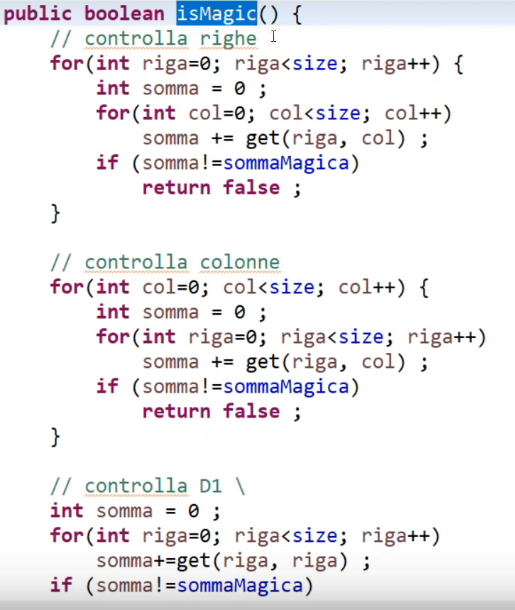 public boolean isMagic() {
    // controlla righe
    for(int riga=0; riga<size; riga++) {
        int somma = 0 ;
        for(int col=0; col<size; col++)
            somma += get(riga, col) ;
        if (somma!=sommaMagica)
            return false ;
    }

    // controlla colonne
    for(int col=0; col<size; col++) {
        int somma = 0 ;
        for(int riga=0; riga<size; riga++)
            somma += get(riga, col) ;
        if (somma!=sommaMagica)
            return false ;
    }

    // controlla D1 \
    int somma = 0 ;
    for(int riga=0; riga<size; riga++)
        somma+=get(riga, riga) ;
    if (somma!=sommaMagica)